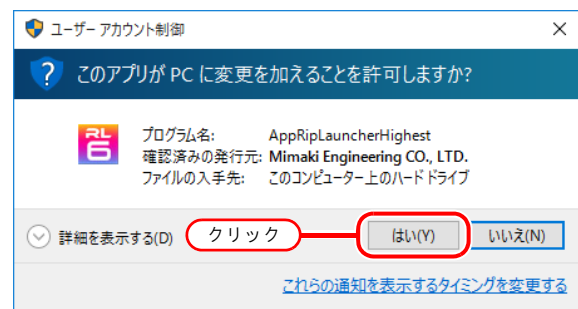 ユーザー アカウント制御
このアプリが PC に変更を加えることを許可しますか?
RL
6
プログラム名: AppRipLauncherHighest
確認済みの発行元: Mimaki Engineering CO., LTD.
ファイルの入手先: このコンピューター上のハード ドライブ
詳細を表示する(D) クリック はい(Y) いいえ(N)
これらの通知を表示するタイミングを変更する